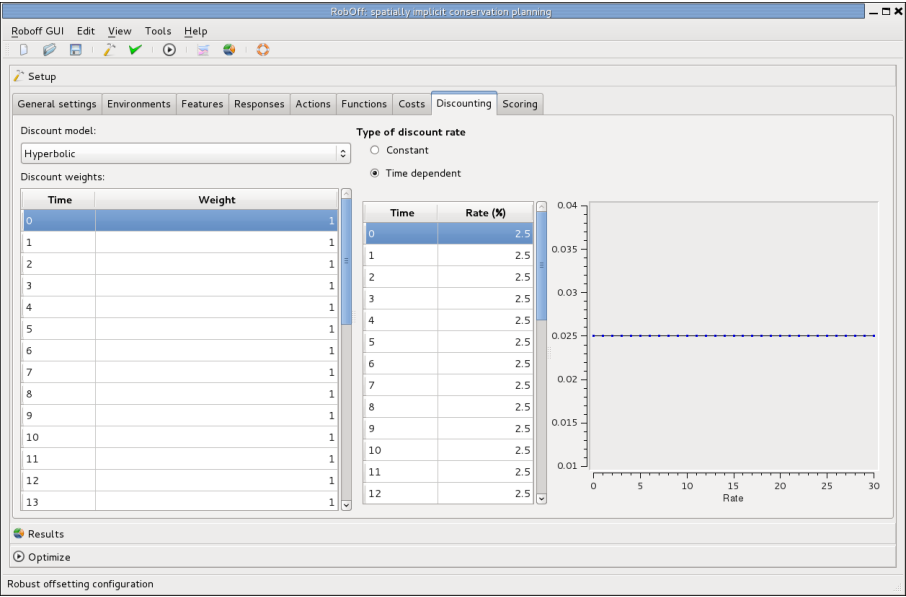 RobOff: spatially implicit conservation planning
Roboff GUI Edit View Tools Help
Setup
General settings Environments Features Responses Actions Functions Costs Discounting Scoring
Discount model:
Hyperbolic
Discount weights:
Time Weight
0 1
1 1
2 1
3 1
4 1
5 1
6 1
7 1
8 1
9 1
10 1
11 1
12 1
13 1
Type of discount rate
Constant
Time dependent
Time Rate (%)
0 2.5
1 2.5
2 2.5
3 2.5
4 2.5
5 2.5
6 2.5
7 2.5
8 2.5
9 2.5
10 2.5
11 2.5
12 2.5
0.04
0.035
0.03
0.025
0.02
0.015
0.01
0 5 10 15 20 25 30
Rate
Results
Optimize
Robust offsetting configuration